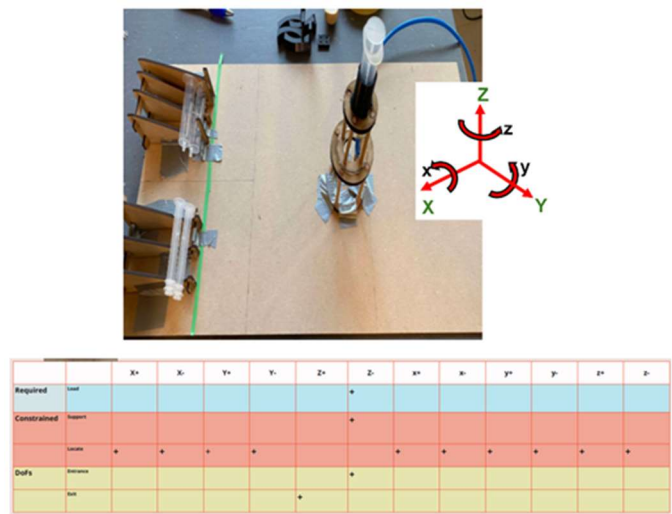 Z
z
x
y
X
Y
X+ X- Y+ Y- Z+ Z- x+ x- y+ y- z+ z-
Required Load +
Constrained Support +
Locate + + + + + + + + + +
DoFs Entrance +
Exit +